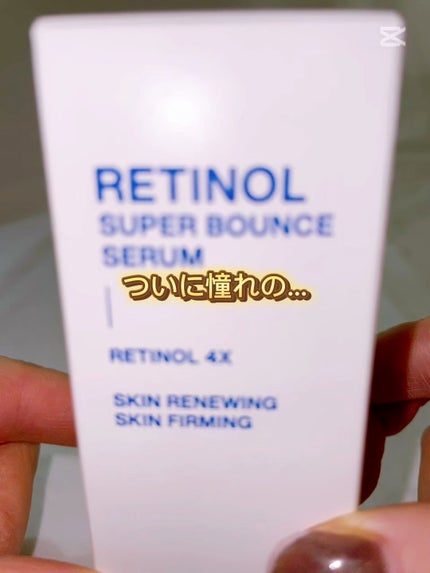 RETINOL
SUPER BOUNCE
SERUM
ついに憧れの...
RETINOL 4X
SKIN RENEWING
SKIN FIRMING